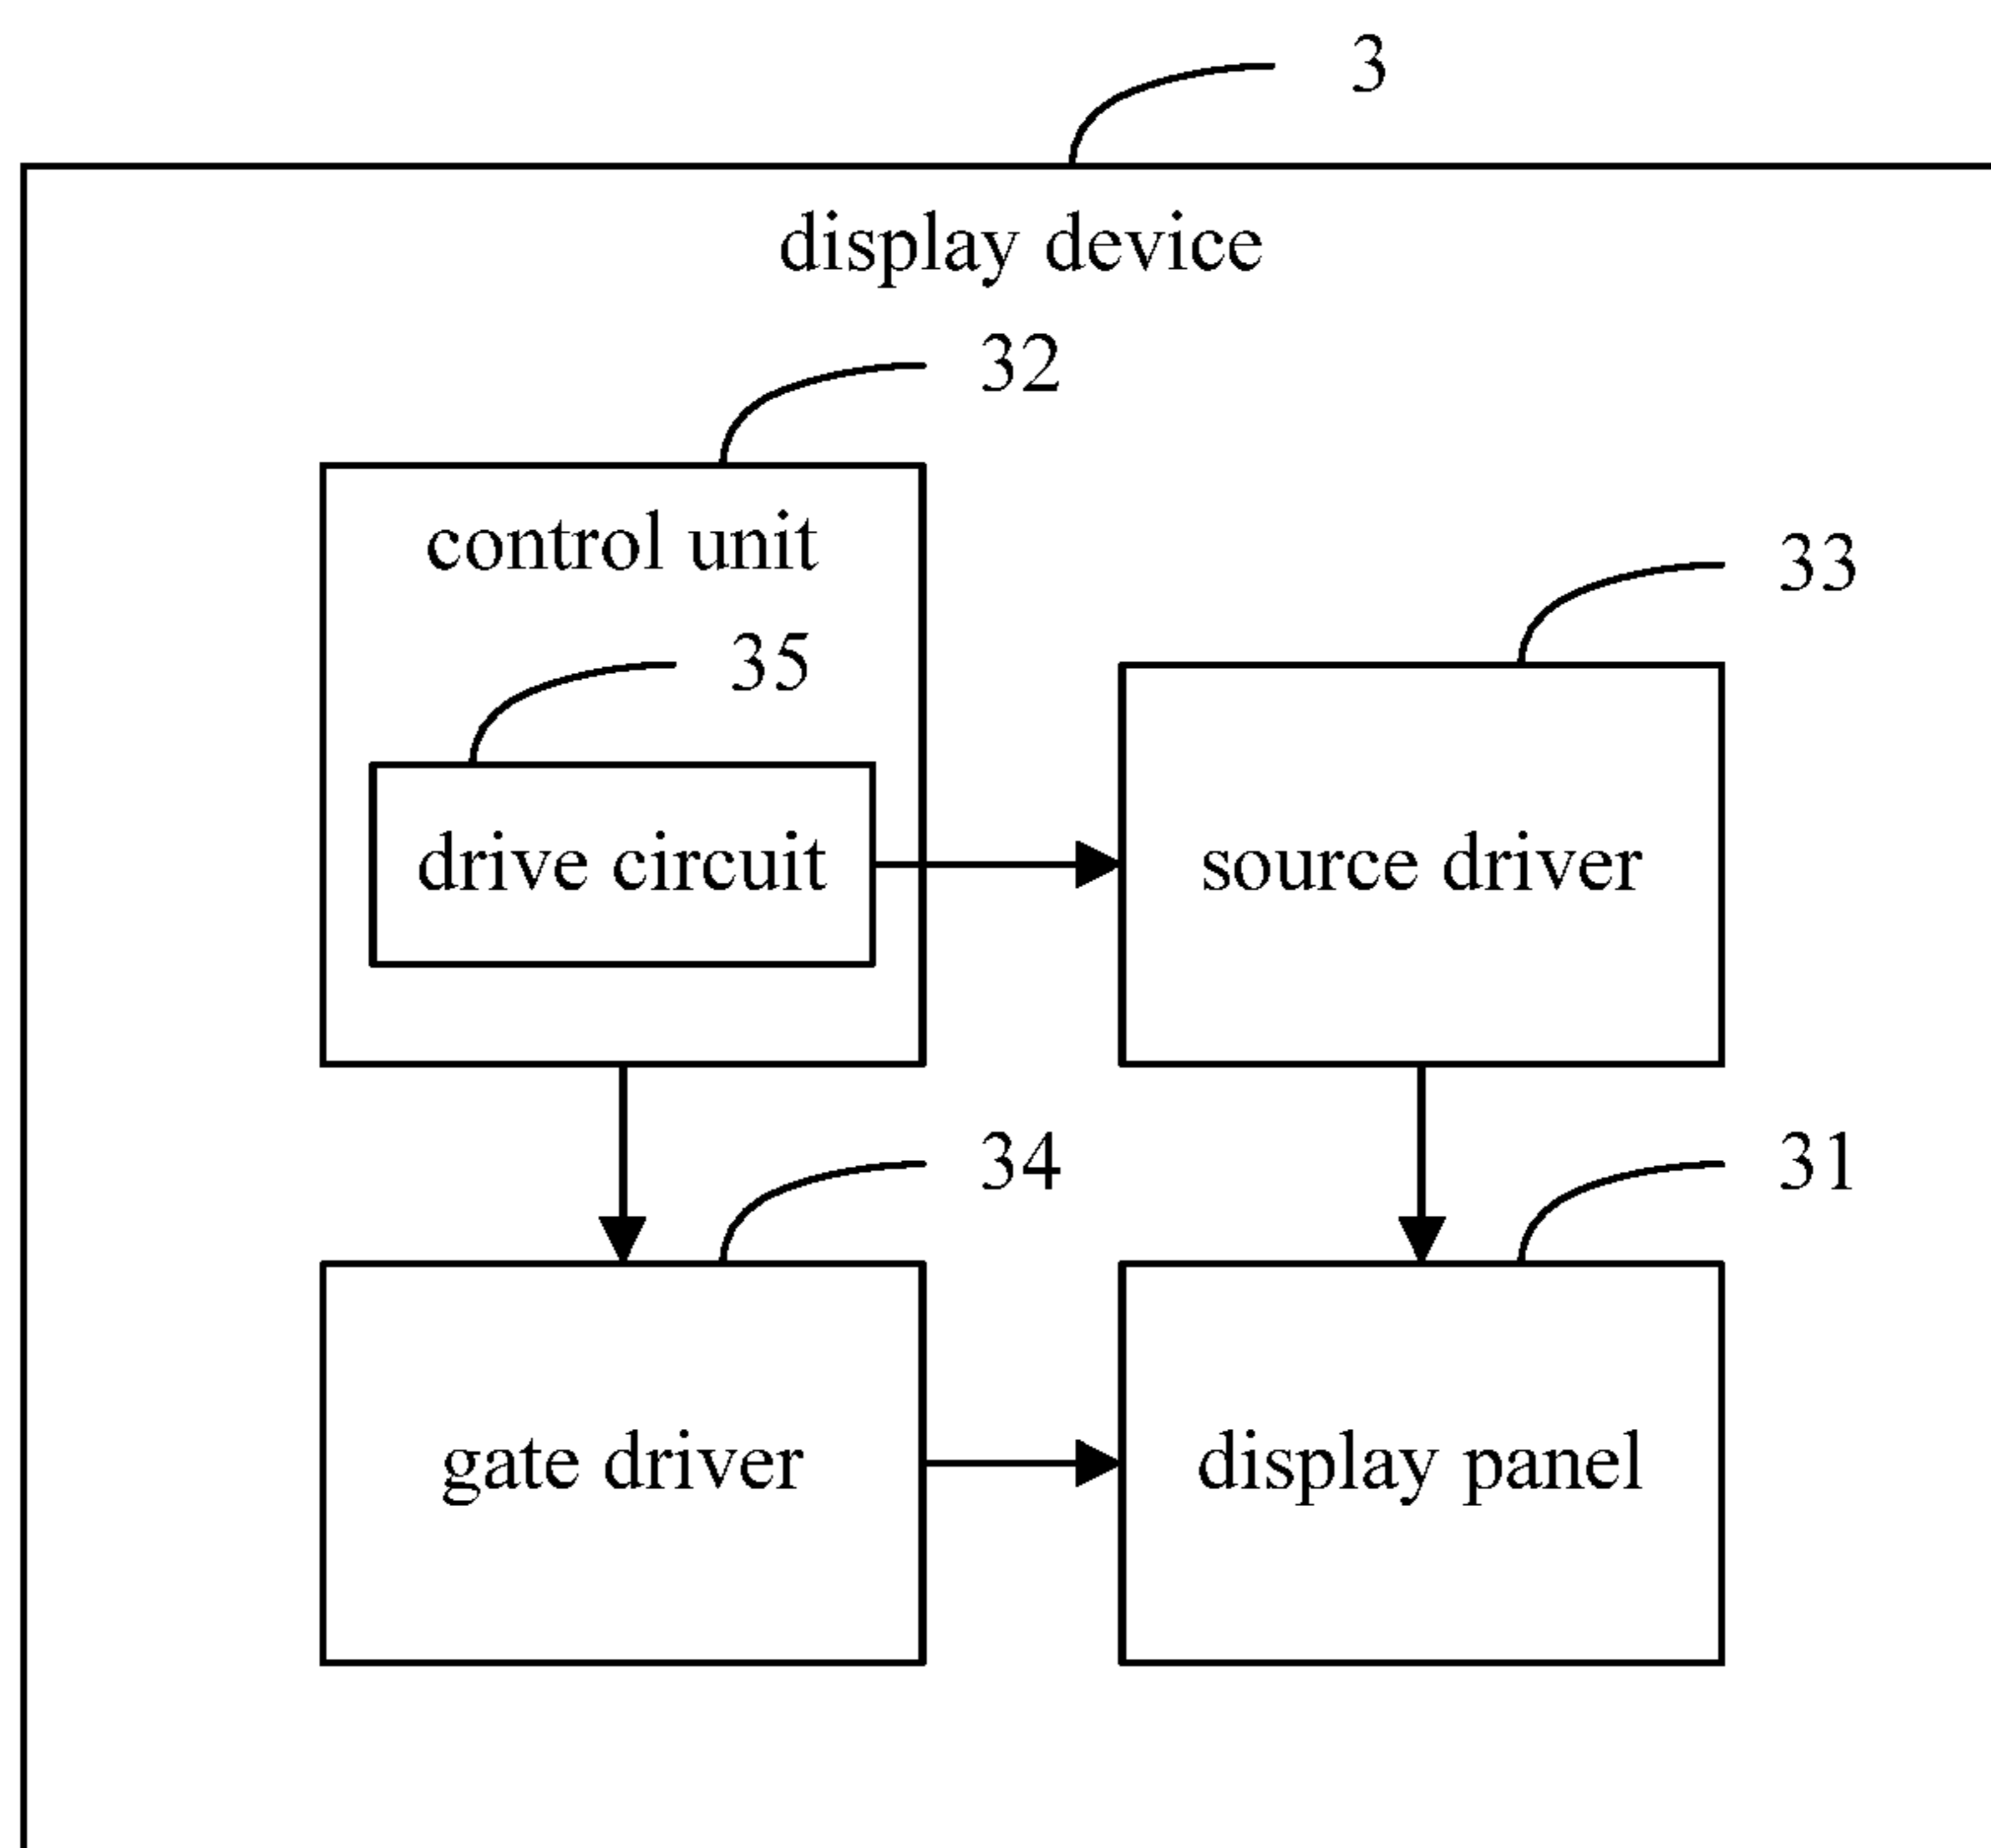 3
display device
32
control unit
33
35
drive circuit
source driver
34
31
gate driver
display panel